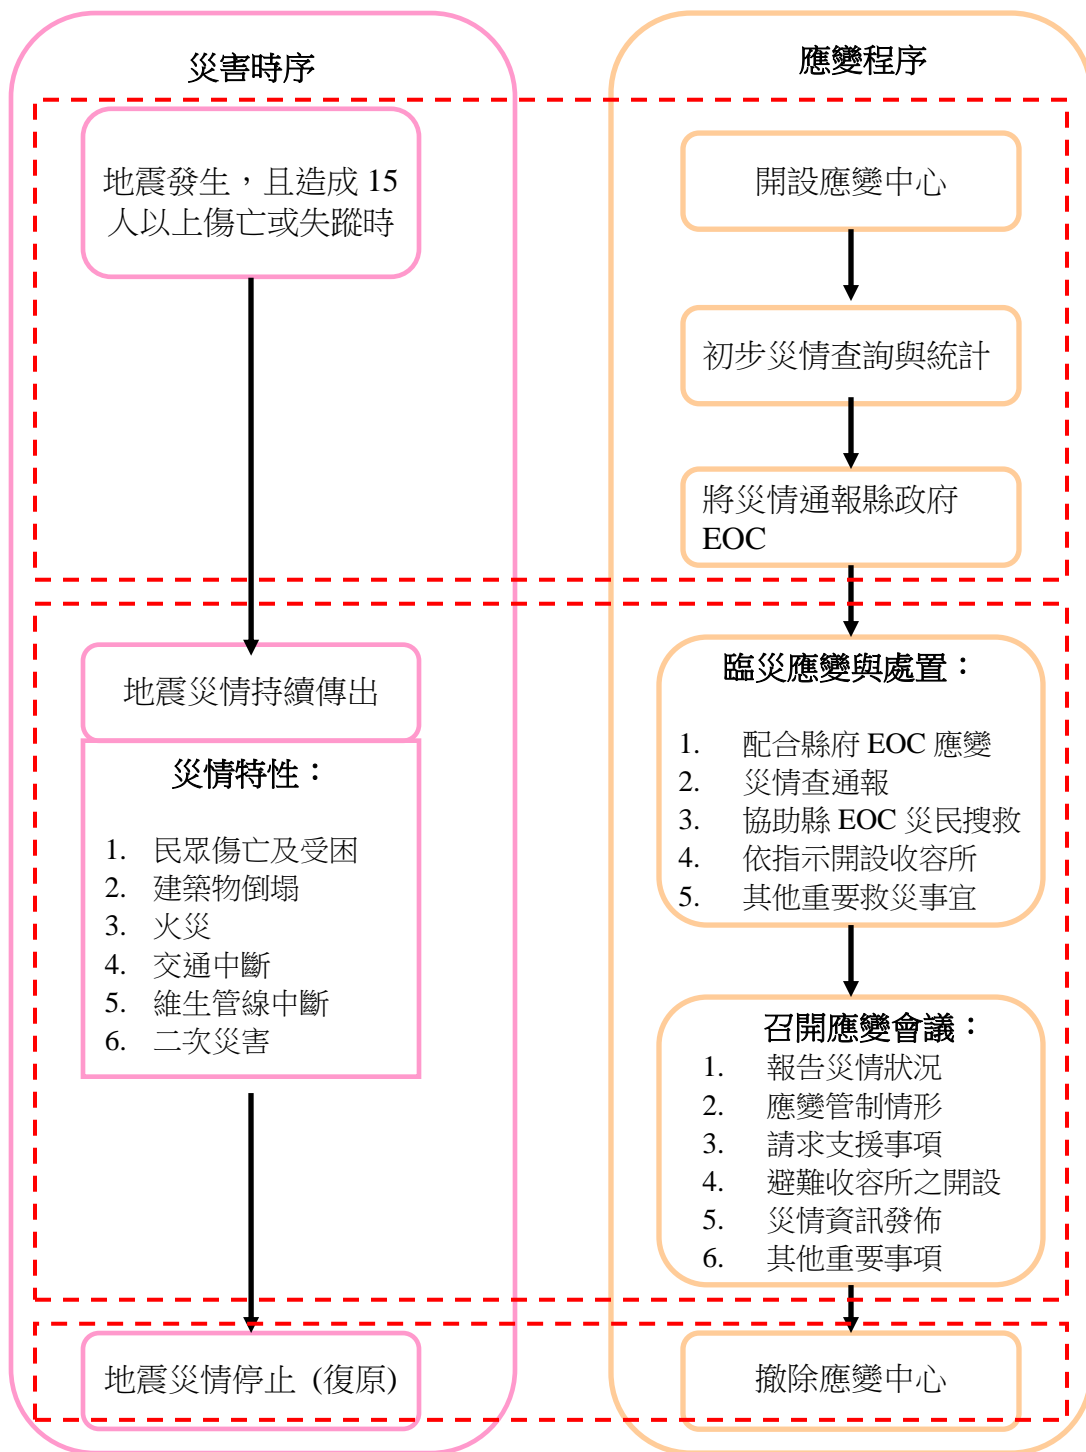 災害時序
地震發生，且造成 15
人以上傷亡或失蹤時
地震災情持續傳出
災情特性：
1. 民眾傷亡及受困
2. 建築物倒塌
3. 火災
4. 交通中斷
5. 維生管線中斷
6. 二次災害
地震災情停止 (復原)
應變程序
開設應變中心
初步災情查詢與統計
將災情通報縣政府
EOC
臨災應變與處置：
1. 配合縣府 EOC 應變
2. 災情查通報
3. 協助縣 EOC 災民搜救
4. 依指示開設收容所
5. 其他重要救災事宜
召開應變會議：
1. 報告災情狀況
2. 應變管制情形
3. 請求支援事項
4. 避難收容所之開設
5. 災情資訊發佈
6. 其他重要事項
撤除應變中心